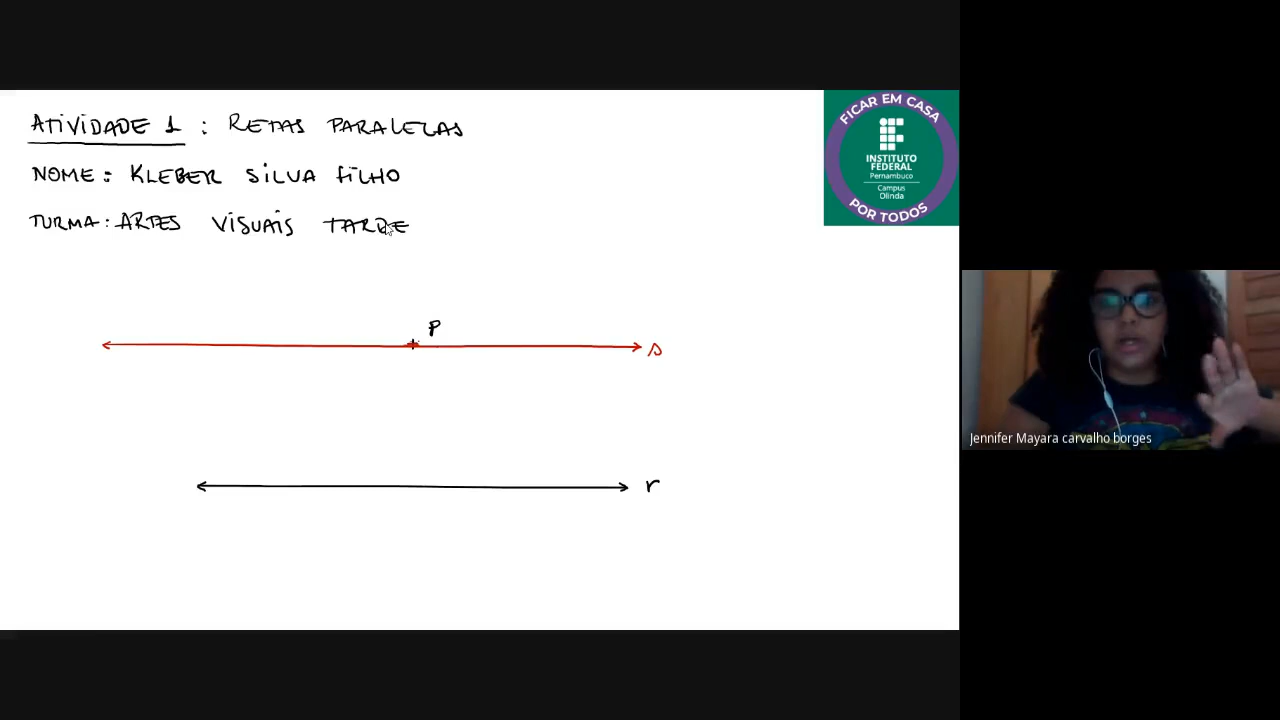 ATIVIDADE 1 : RETAS PARALELAS
NOME: KLEBER SILVA FILHO
TURMA: ARTES VISUAIS TARDE
FICAR EM CASA
INSTITUTO
FEDERAL
Pernambuco
Campus
Olinda
POR TODOS
P
s
r
Jennifer Mayara carvalho borges